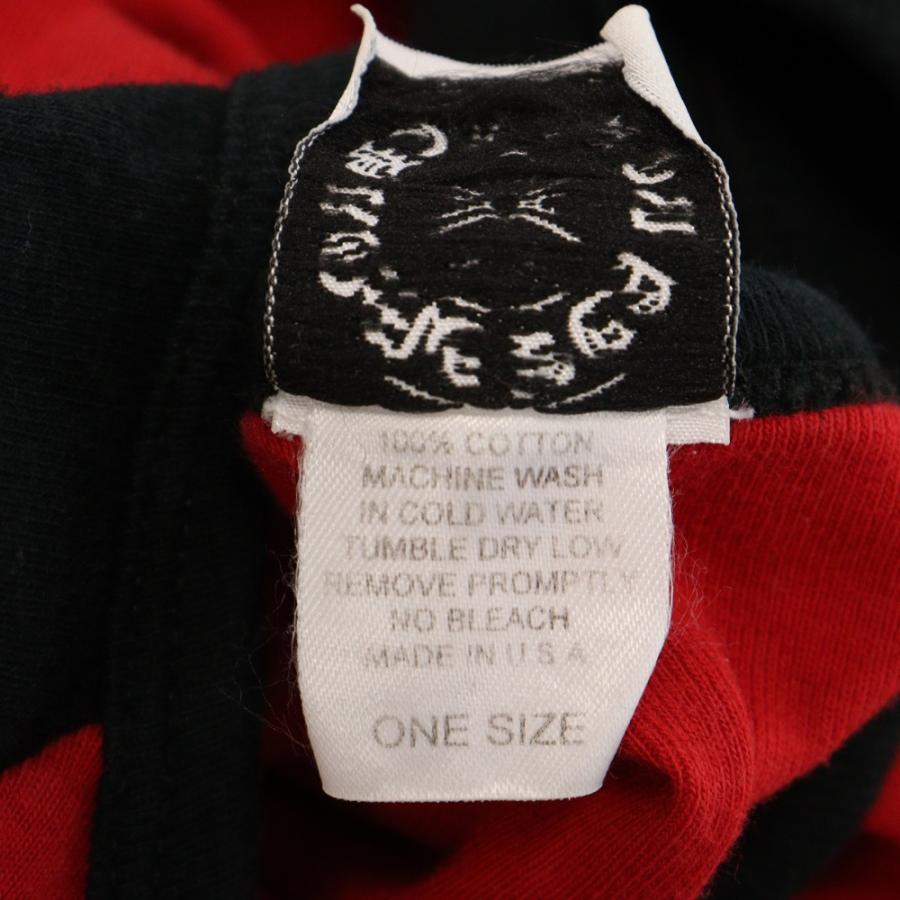 100% COTTON
MACHINE WASH
IN COLD WATER
TUMBLE DRY LOW
REMOVE PROMPTLY
NO BLEACH
MADE IN U S A
ONE SIZE